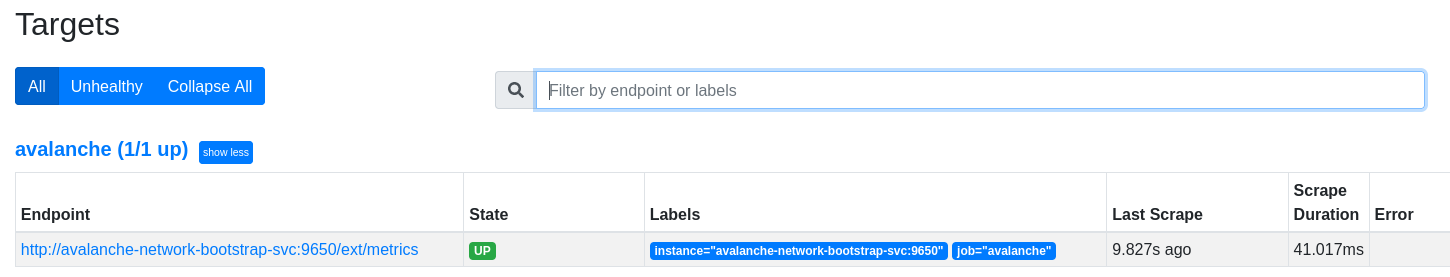 Targets
All Unhealthy Collapse All
Filter by endpoint or labels
avalanche (1/1 up) show less
Endpoint State Labels Last Scrape Scrape Duration Error
http://avalanche-network-bootstrap-svc:9650/ext/metrics UP instance="avalanche-network-bootstrap-svc:9650" job="avalanche" 9.827s ago 41.017ms